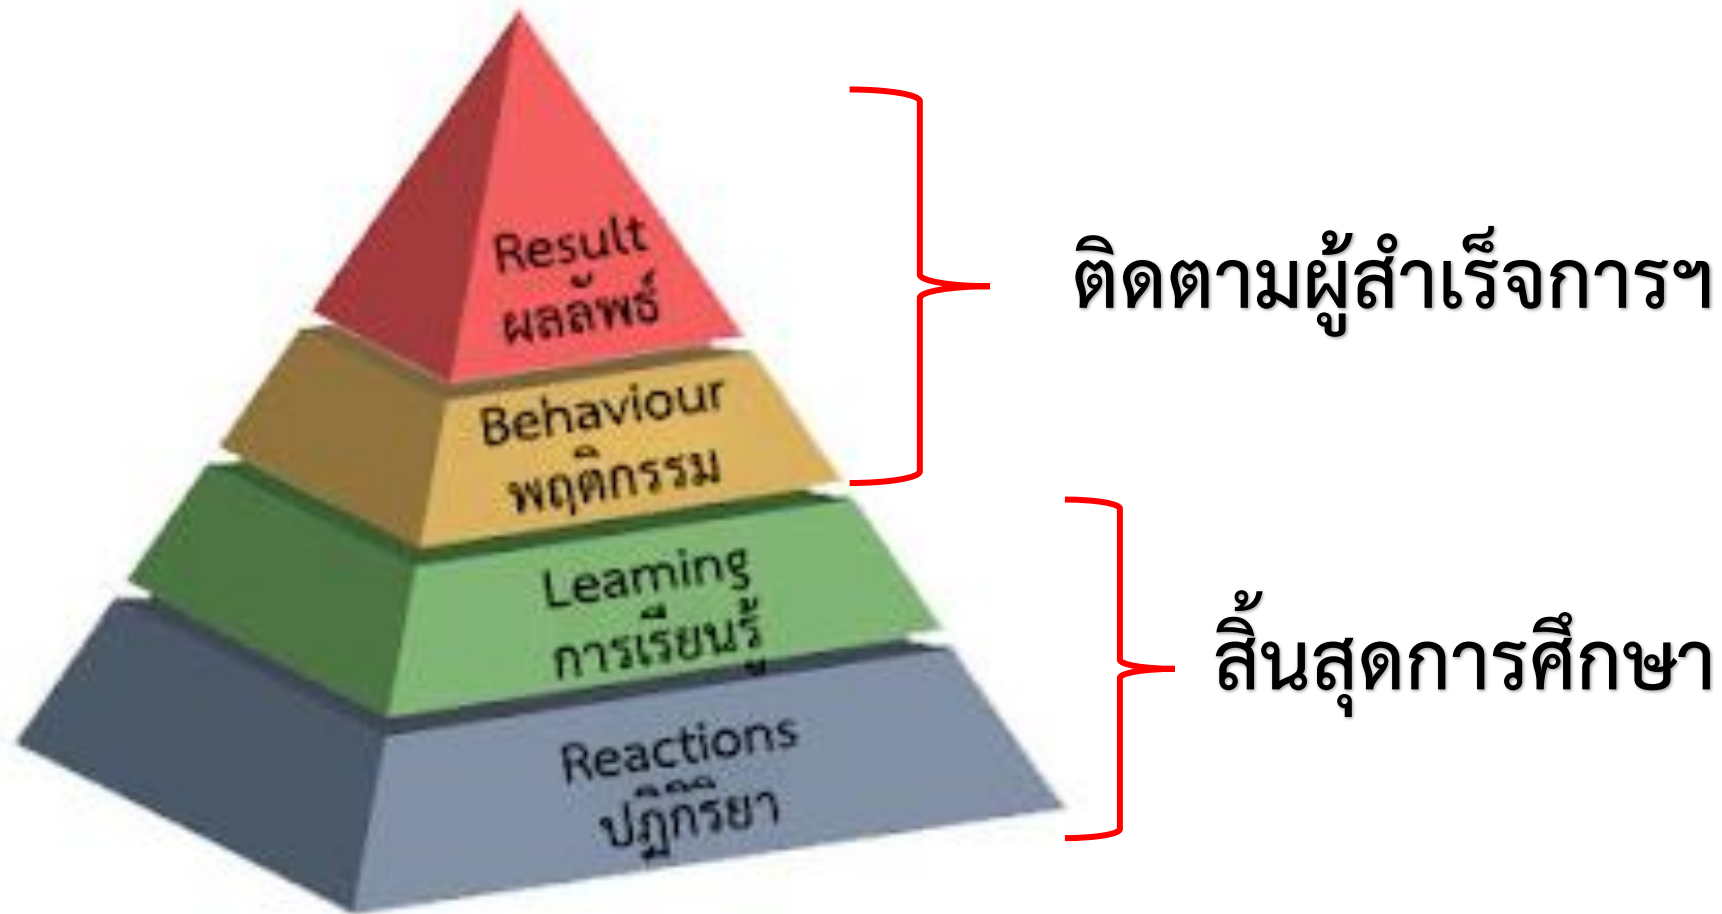 Result
ผลลัพธ์
Behaviour
พฤติกรรม
Learning
การเรียนรู้
Reactions
ปฏิกิริยา
ติดตามผู้สำเร็จการฯ
สิ้นสุดการศึกษา